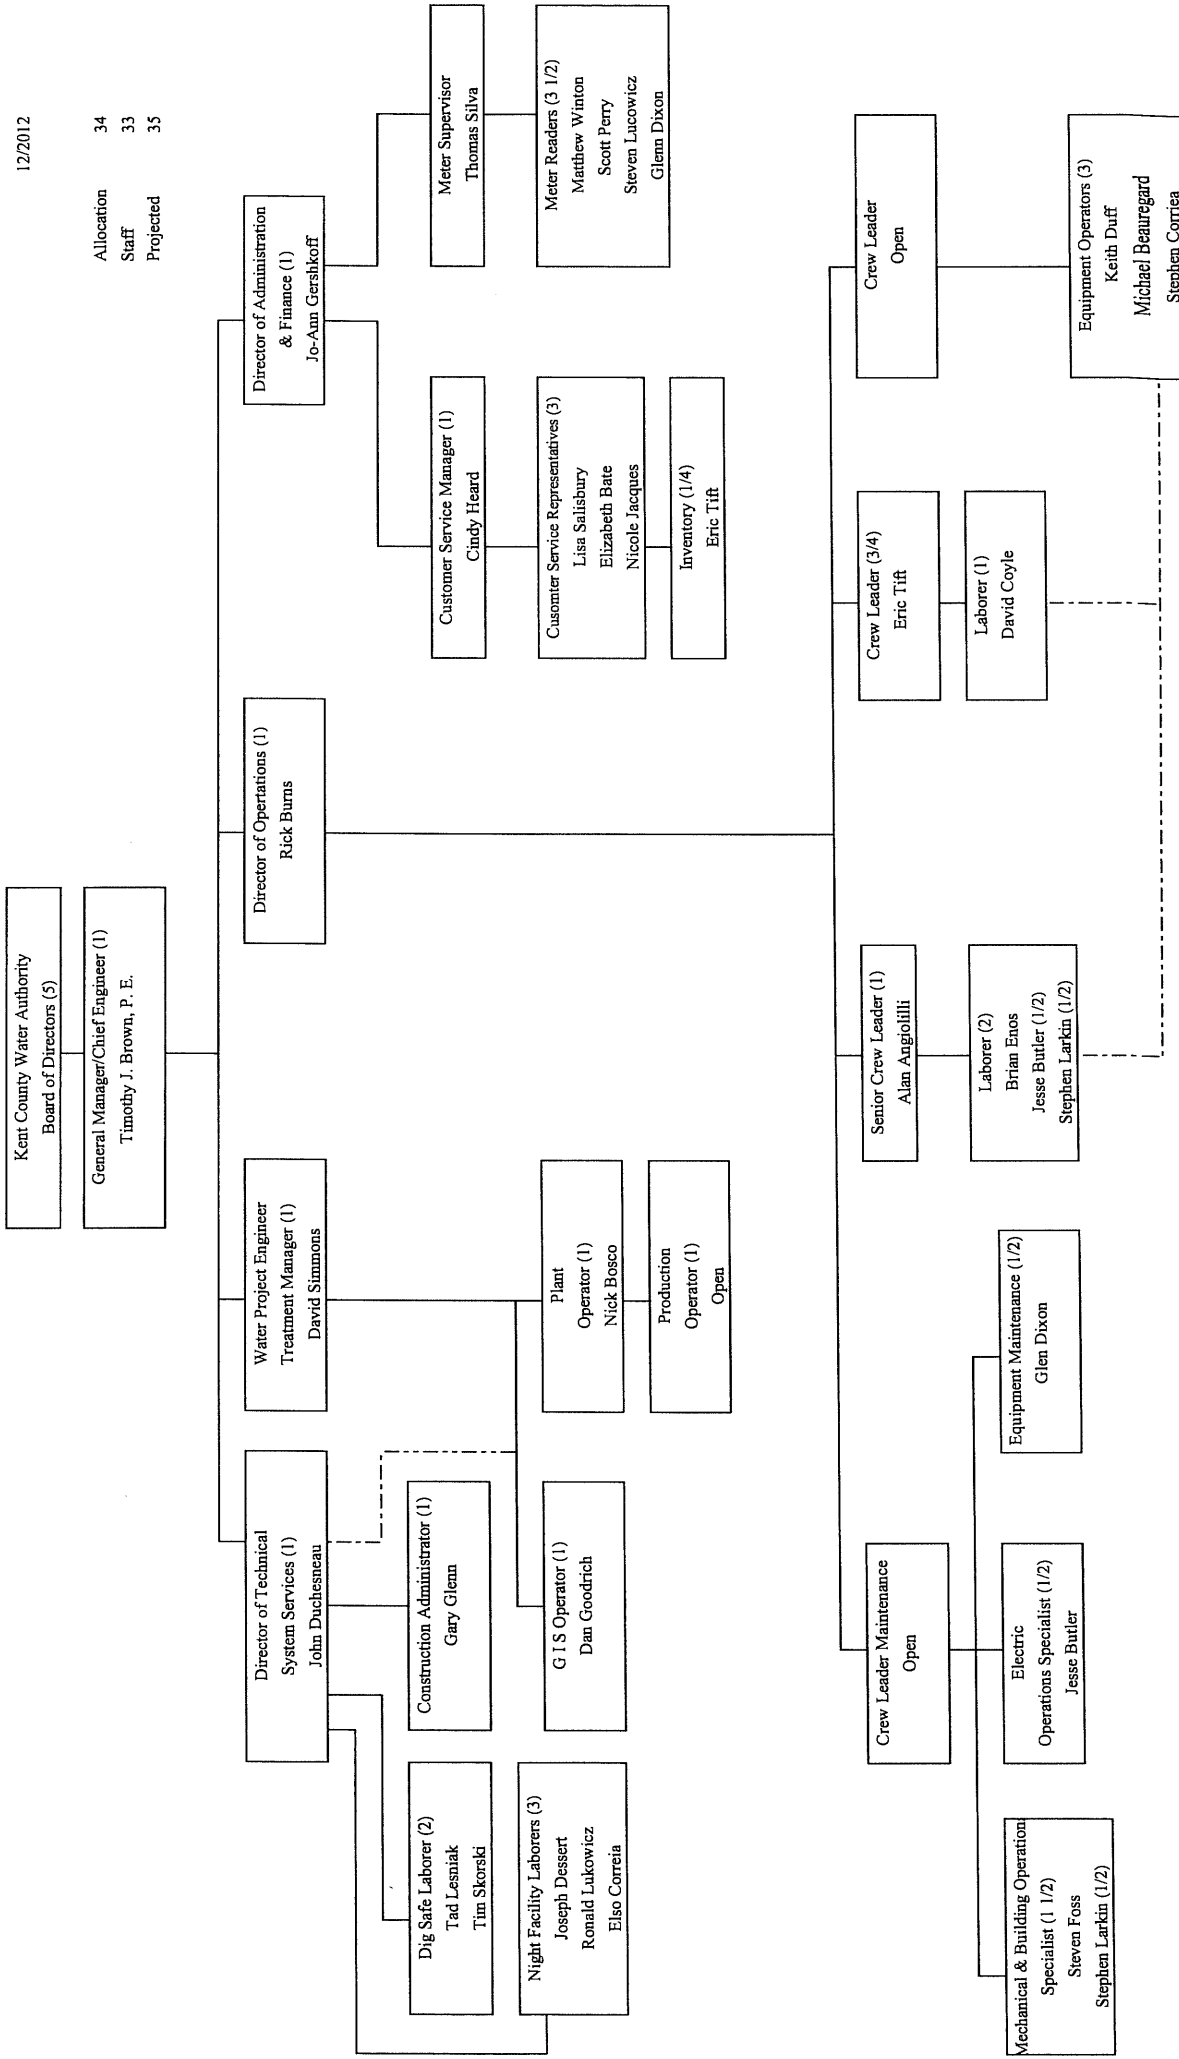 12/2012
Allocation 34
Staff 33
Projected 35
Kent County Water Authority
Board of Directors (5)
General Manager/Chief Engineer (1)
Timothy J. Brown, P. E.
Director of Technical
System Services (1)
John Duchesneau
Water Project Engineer
Treatment Manager (1)
David Simmons
Director of Opertations (1)
Rick Burns
Director of Administration
& Finance (1)
Jo-Ann Gershkoff
Dig Safe Laborer (2)
Tad Lesniak
Tim Skorski
Construction Administrator (1)
Gary Glenn
Customer Service Manager (1)
Cindy Heard
Meter Supervisor
Thomas Silva
Night Facility Laborers (3)
Joseph Dessert
Ronald Lukowicz
Elso Correia
G I S Operator (1)
Dan Goodrich
Plant
Operator (1)
Nick Bosco
Cusomter Service Representatives (3)
Lisa Salisbury
Elizabeth Bate
Nicole Jacques
Meter Readers (3 1/2)
Matthew Winton
Scott Perry
Steven Lucowicz
Glenn Dixon
Production
Operator (1)
Open
Inventory (1/4)
Eric Tift
Crew Leader Maintenance
Open
Senior Crew Leader (1)
Alan Angiolilli
Crew Leader (3/4)
Eric Tift
Crew Leader
Open
Laborer (2)
Brian Enos
Jesse Butler (1/2)
Stephen Larkin (1/2)
Laborer (1)
David Coyle
Mechanical & Building Operation
Specialist (1 1/2)
Steven Foss
Stephen Larkin (1/2)
Electric
Operations Specialist (1/2)
Jesse Butler
Equipment Maintenance (1/2)
Glen Dixon
Equipment Operators (3)
Keith Duff
Michael Beauregard
Stephen Corriea